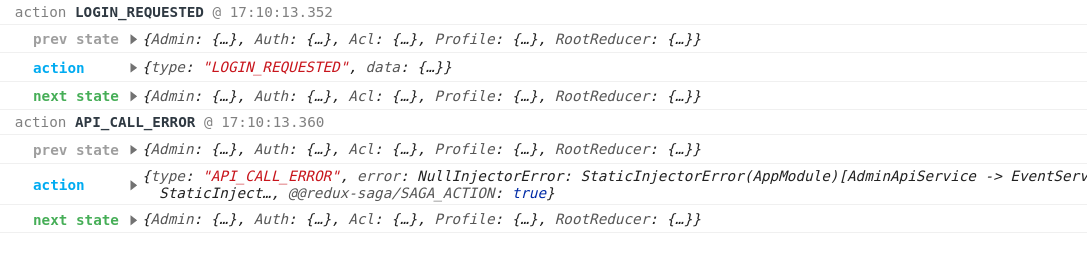 action LOGIN_REQUESTED @ 17:10:13.352
prev state ▶ {Admin: {…}, Auth: {…}, Acl: {…}, Profile: {…}, RootReducer: {…}}
action ▶ {type: "LOGIN_REQUESTED", data: {…}}
next state ▶ {Admin: {…}, Auth: {…}, Acl: {…}, Profile: {…}, RootReducer: {…}}
action API_CALL_ERROR @ 17:10:13.360
prev state ▶ {Admin: {…}, Auth: {…}, Acl: {…}, Profile: {…}, RootReducer: {…}}
action ▶ {type: "API_CALL_ERROR", error: NullInjectorError: StaticInjectorError(AppModule)[AdminApiService -> EventServ
StaticInject…, @@redux-saga/SAGA_ACTION: true}
next state ▶ {Admin: {…}, Auth: {…}, Acl: {…}, Profile: {…}, RootReducer: {…}}